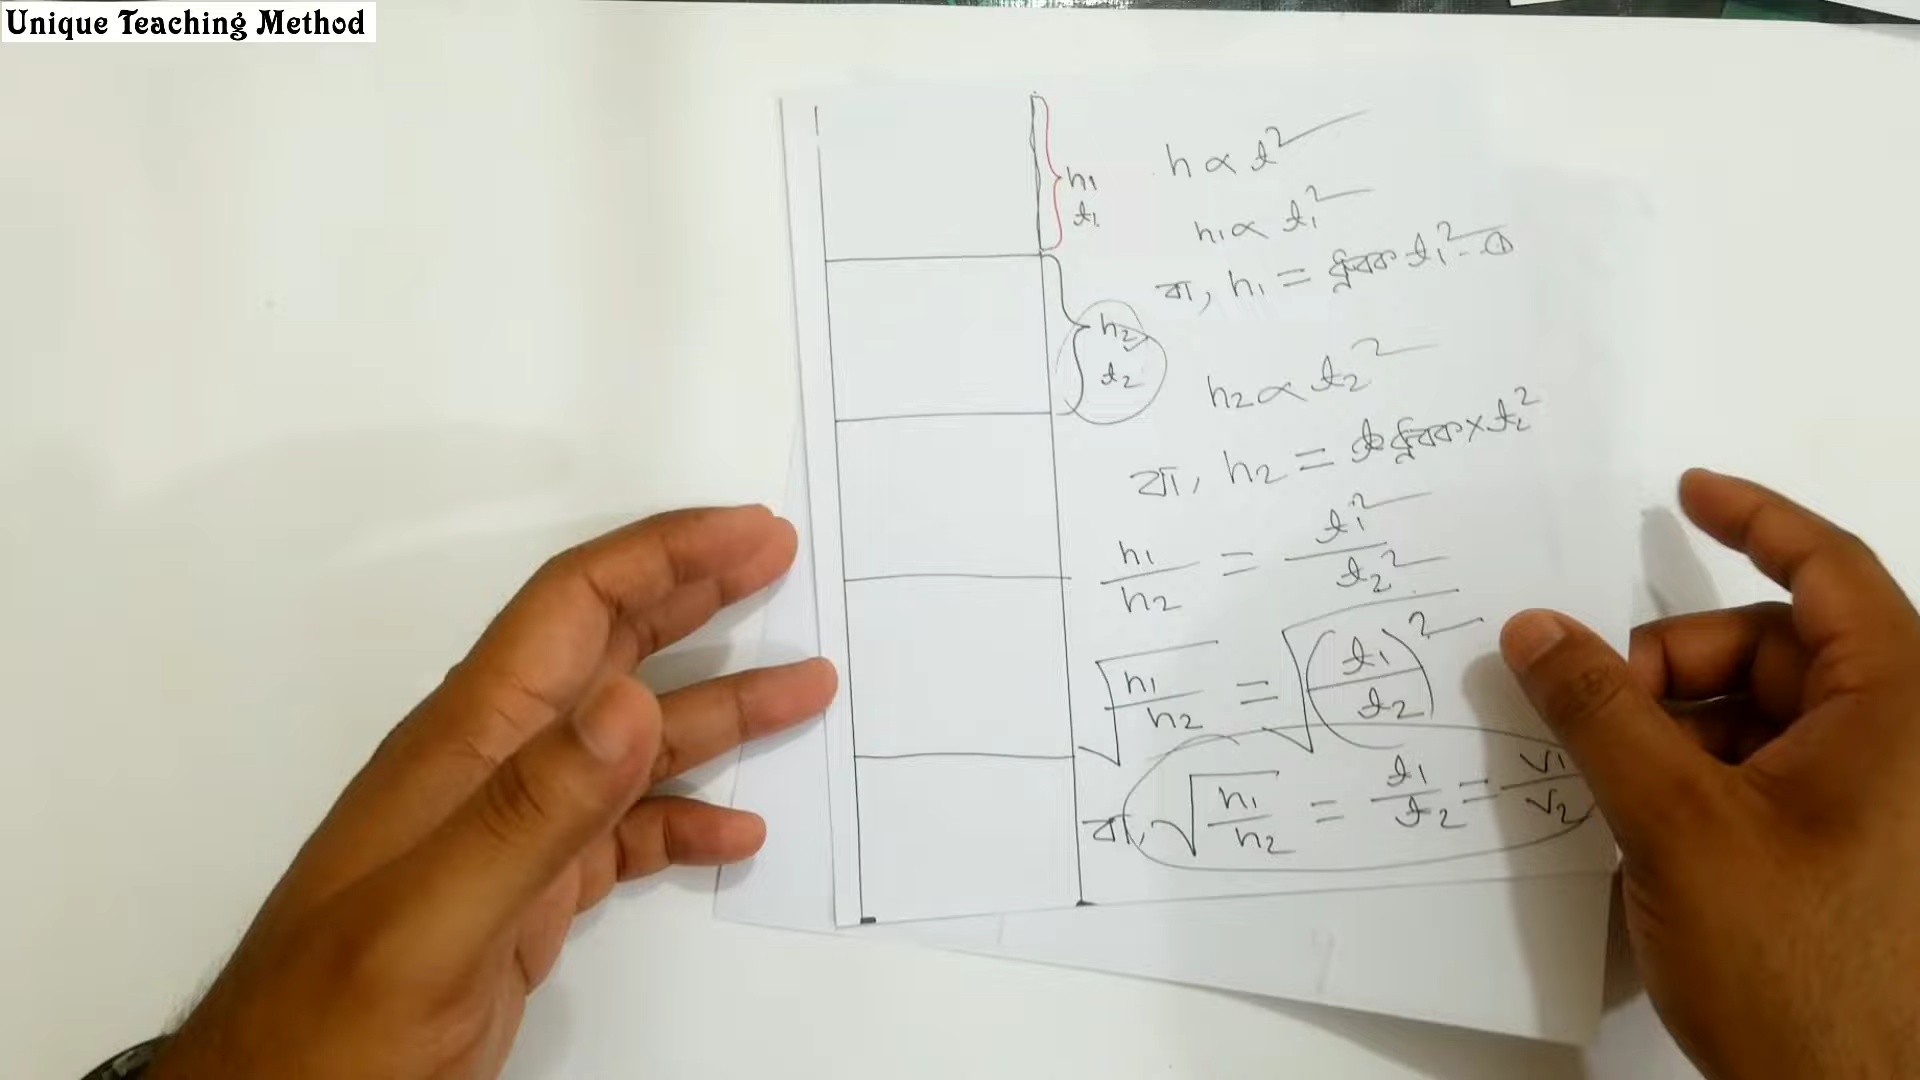 Unique Teaching Method
h₁
t₁
h₂
t₂
h ∝ t²
h₁ ∝ t₁²
বা, h₁ = ধ্রুবক t₁² - ①
h₂ ∝ t₂²
বা, h₂ = ধ্রুবক × t₂²
h₁/h₂ = t₁²/t₂²
√(h₁/h₂) = √(t₁/t₂)²
বা, √(h₁/h₂) = t₁/t₂ = v₁/v₂